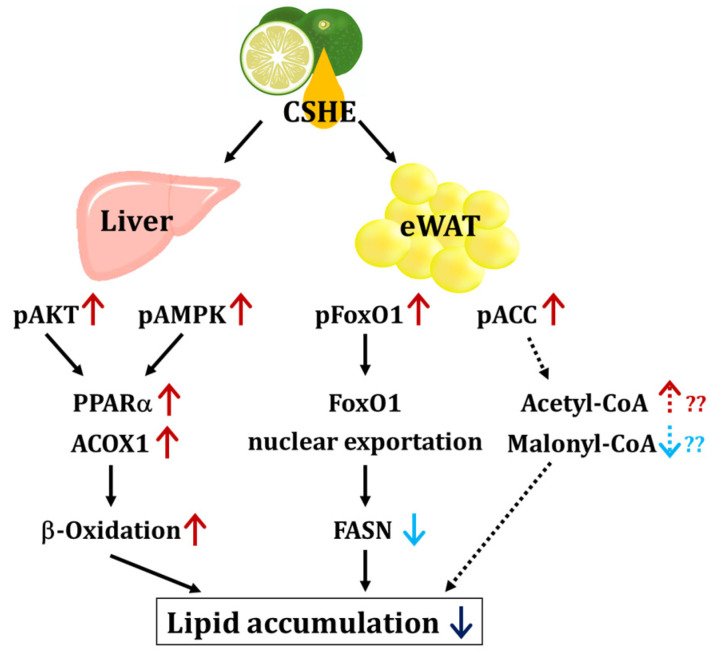 CSHE
Liver
eWAT
pAKT
pAMPK
pFoxO1
pACC
PPARα
ACOX1
β-Oxidation
FoxO1
nuclear exportation
FASN
Acetyl-CoA ??
Malonyl-CoA ??
Lipid accumulation